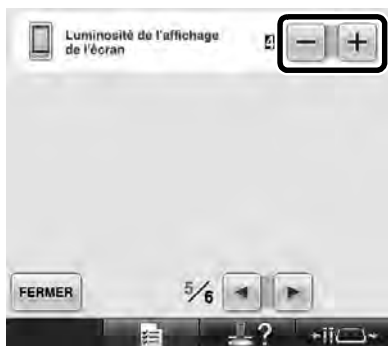 Luminosité de l'affichage
de l'écran
4
− +
FERMER
5/6
?